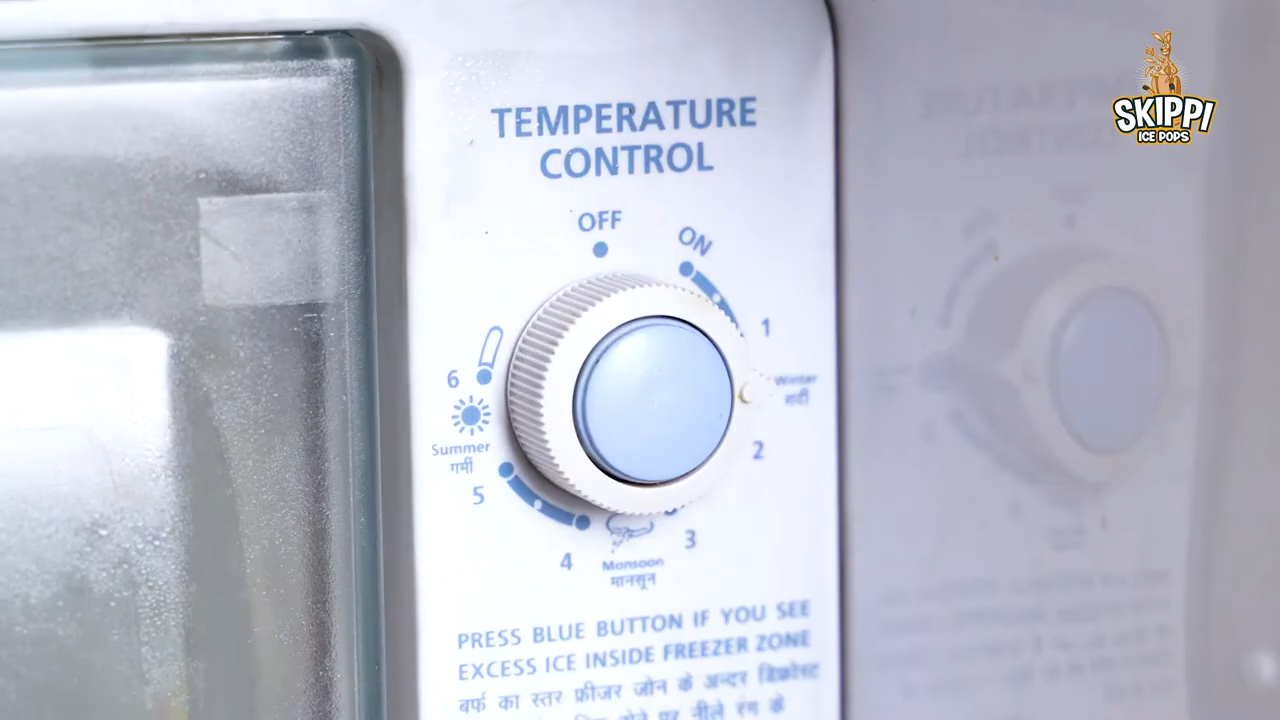 SKIPPI
ICE POPS
TEMPERATURE
CONTROL
OFF
ON
1
Winter
सर्दी
2
3
Monsoon
मानसून
4
5
Summer
गर्मी
6
PRESS BLUE BUTTON IF YOU SEE
EXCESS ICE INSIDE FREEZER ZONE
बर्फ का स्तर फ्रीजर जोन के अन्दर डिफ्रोस्ट
होने पर नीले रंग के